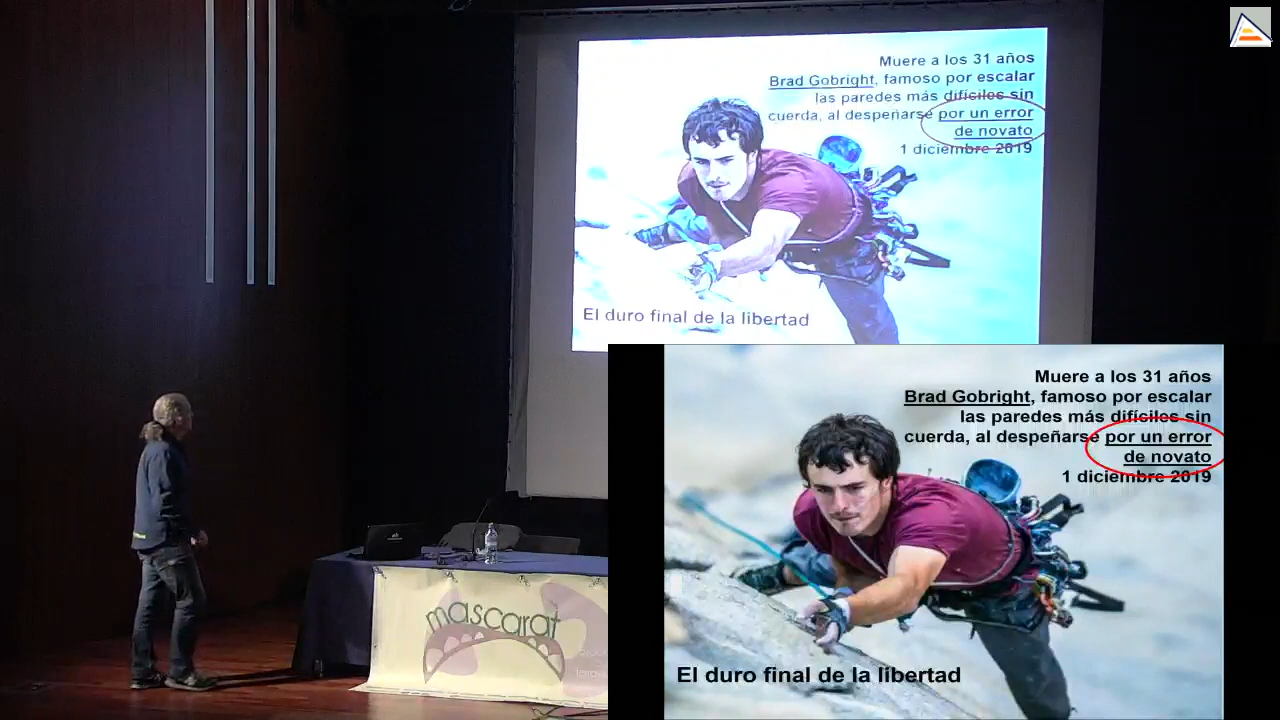 Muere a los 31 años
Brad Gobright, famoso por escalar
las paredes más difíciles sin
cuerda, al despeñarse por un error
de novato
1 diciembre 2019
El duro final de la libertad
Muere a los 31 años
Brad Gobright, famoso por escalar
las paredes más difíciles sin
cuerda, al despeñarse por un error
de novato
1 diciembre 2019
El duro final de la libertad
mascarat